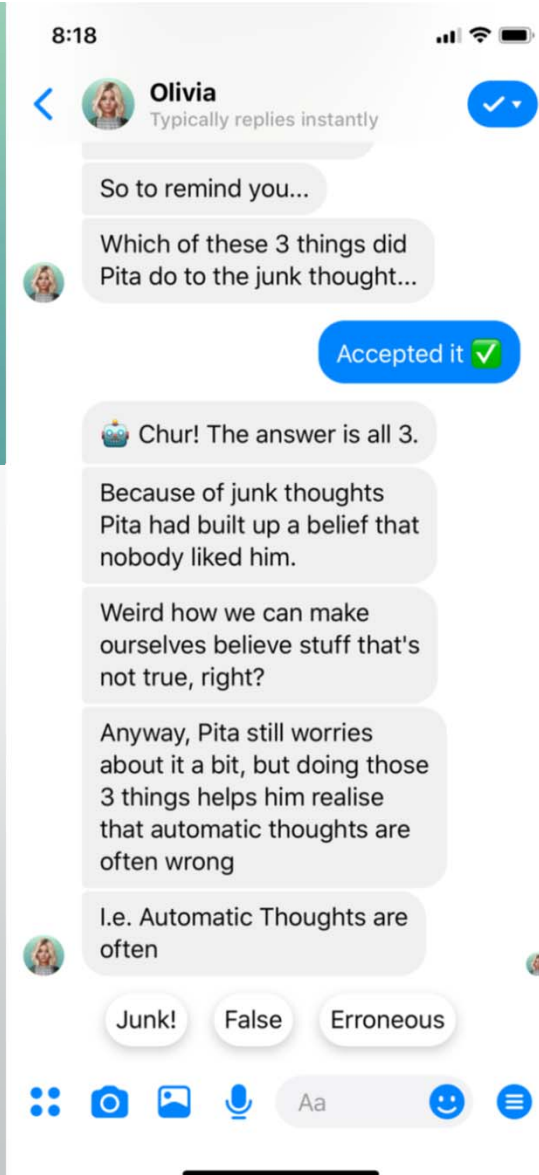 8:18
Olivia
Typically replies instantly
So to remind you...
Which of these 3 things did
Pita do to the junk thought...
Accepted it ✅
🤖 Chur! The answer is all 3.
Because of junk thoughts
Pita had built up a belief that
nobody liked him.
Weird how we can make
ourselves believe stuff that's
not true, right?
Anyway, Pita still worries
about it a bit, but doing those
3 things helps him realise
that automatic thoughts are
often wrong
I.e. Automatic Thoughts are
often
Junk! False Erroneous
Aa